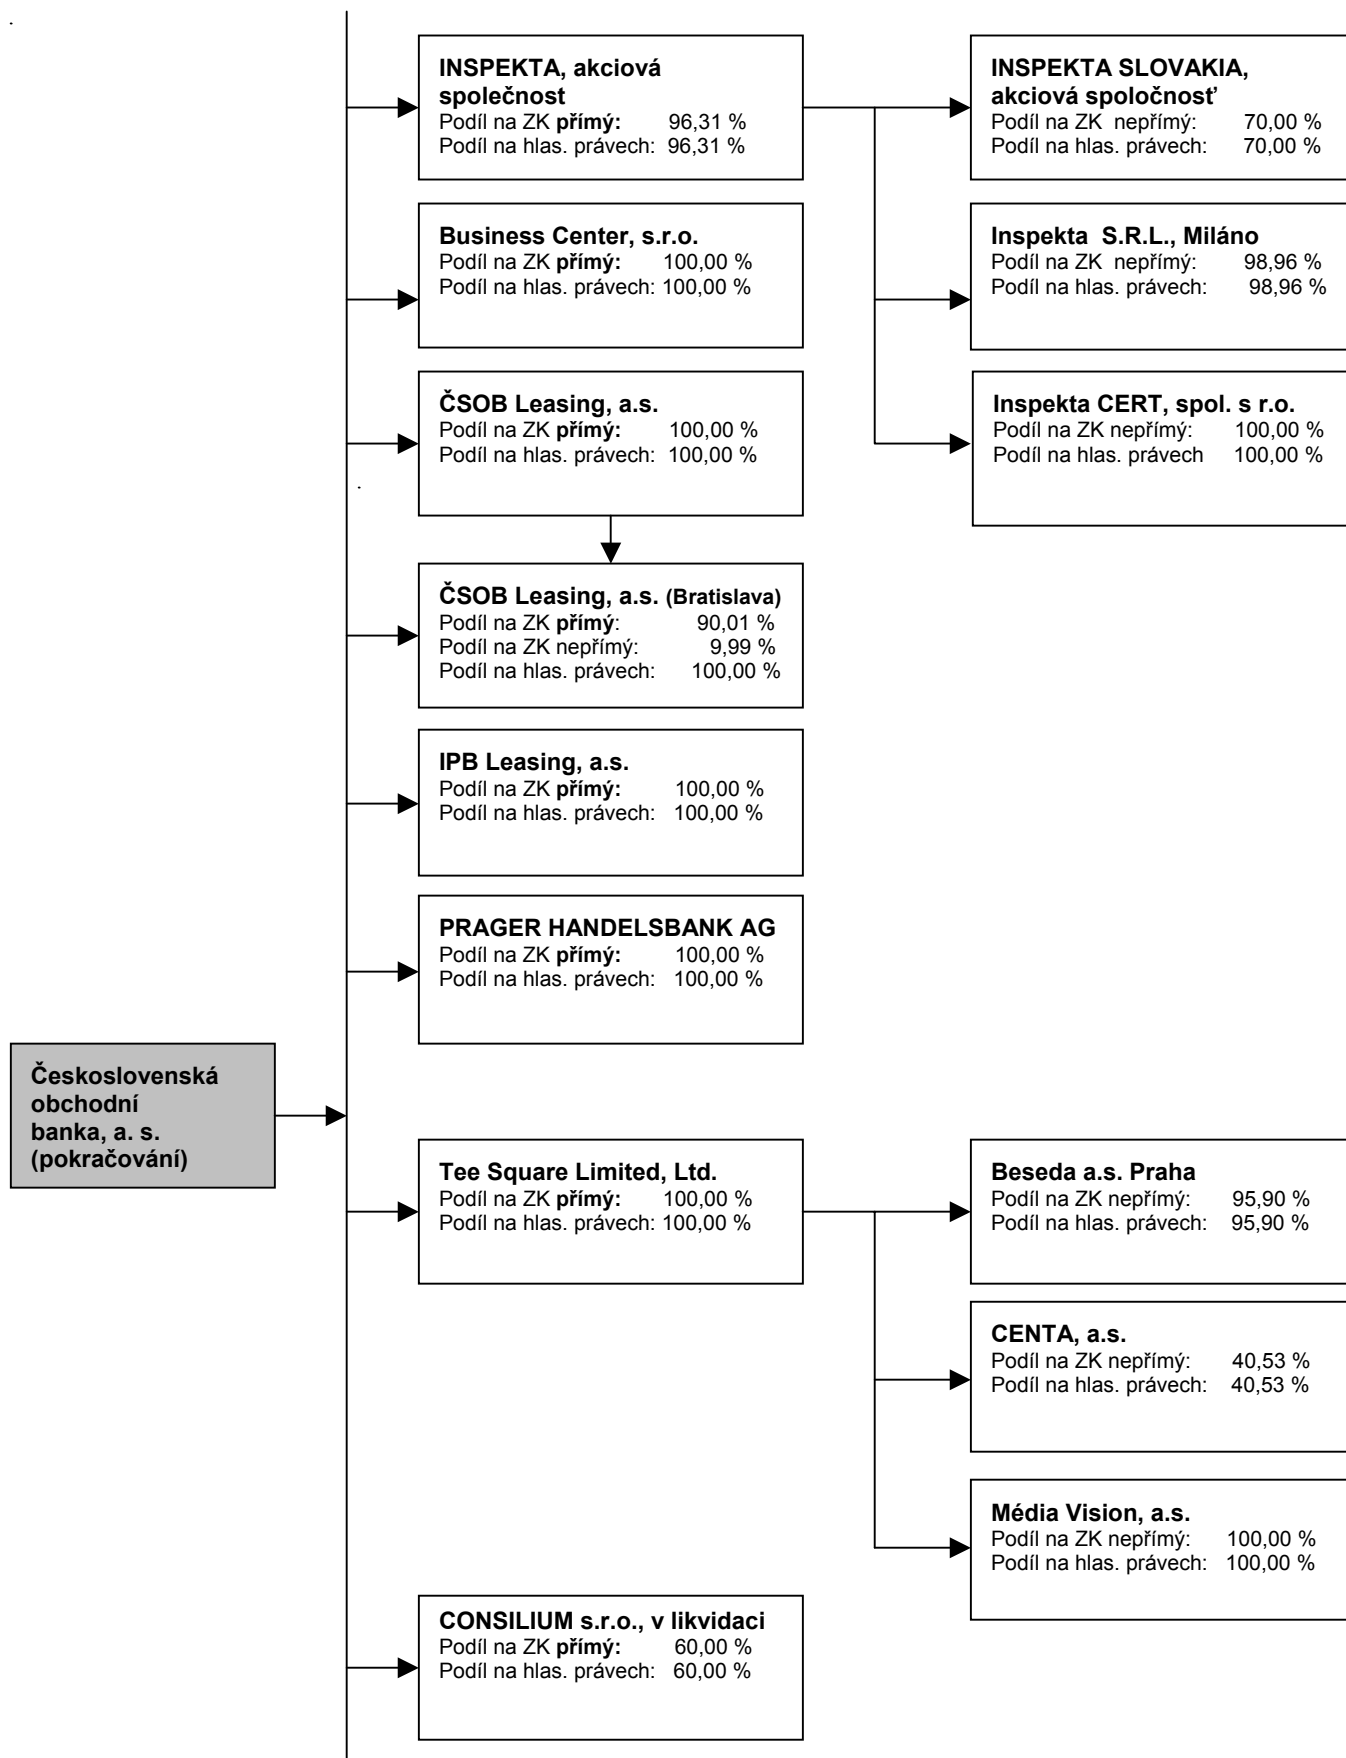 INSPEKTA, akciová
společnost
Podíl na ZK přímý: 96,31 %
Podíl na hlas. právech: 96,31 %
INSPEKTA SLOVAKIA,
akciová spoločnosť
Podíl na ZK nepřímý: 70,00 %
Podíl na hlas. právech: 70,00 %
Business Center, s.r.o.
Podíl na ZK přímý: 100,00 %
Podíl na hlas. právech: 100,00 %
Inspekta S.R.L., Miláno
Podíl na ZK nepřímý: 98,96 %
Podíl na hlas. právech: 98,96 %
ČSOB Leasing, a.s.
Podíl na ZK přímý: 100,00 %
Podíl na hlas. právech: 100,00 %
Inspekta CERT, spol. s r.o.
Podíl na ZK nepřímý: 100,00 %
Podíl na hlas. právech 100,00 %
ČSOB Leasing, a.s. (Bratislava)
Podíl na ZK přímý: 90,01 %
Podíl na ZK nepřímý: 9,99 %
Podíl na hlas. právech: 100,00 %
IPB Leasing, a.s.
Podíl na ZK přímý: 100,00 %
Podíl na hlas. právech: 100,00 %
PRAGER HANDELSBANK AG
Podíl na ZK přímý: 100,00 %
Podíl na hlas. právech: 100,00 %
Československá
obchodní
banka, a. s.
(pokračování)
Tee Square Limited, Ltd.
Podíl na ZK přímý: 100,00 %
Podíl na hlas. právech: 100,00 %
Beseda a.s. Praha
Podíl na ZK nepřímý: 95,90 %
Podíl na hlas. právech: 95,90 %
CENTA, a.s.
Podíl na ZK nepřímý: 40,53 %
Podíl na hlas. právech: 40,53 %
Média Vision, a.s.
Podíl na ZK nepřímý: 100,00 %
Podíl na hlas. právech: 100,00 %
CONSILIUM s.r.o., v likvidaci
Podíl na ZK přímý: 60,00 %
Podíl na hlas. právech: 60,00 %